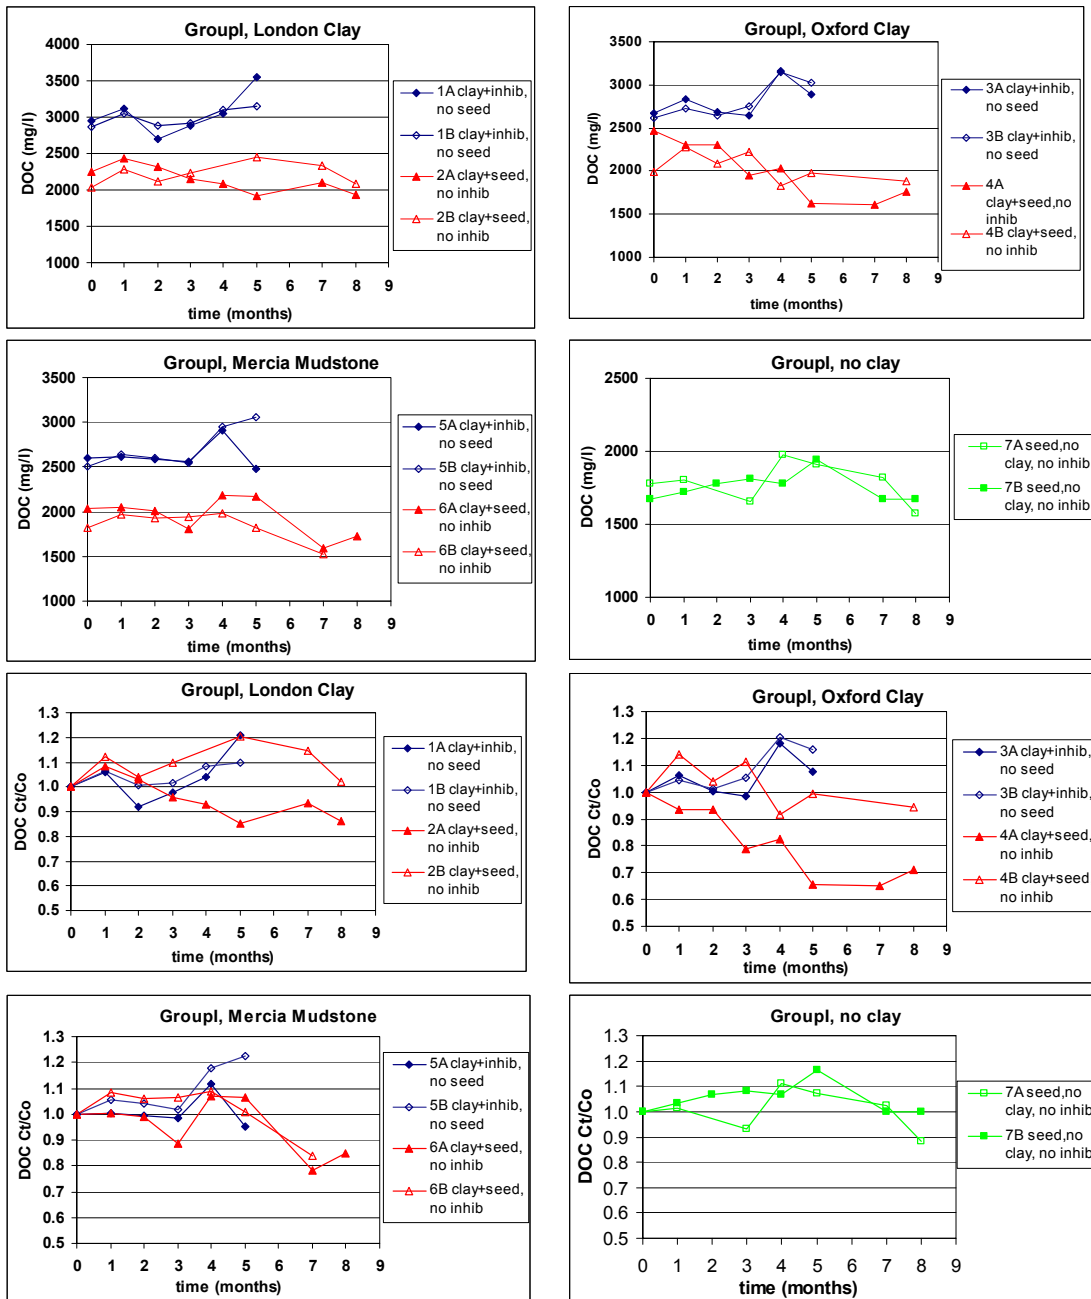 GroupI, London Clay
4000
3500
3000
2500
2000
1500
1000
DOC (mg/l)
0 1 2 3 4 5 6 7 8 9
time (months)
1A clay+inhib,
no seed
1B clay+inhib,
no seed
2A clay+seed,
no inhib
2B clay+seed,
no inhib
GroupI, Oxford Clay
3500
3000
2500
2000
1500
1000
DOC (mg/l)
0 1 2 3 4 5 6 7 8 9
time (months)
3A clay+inhib,
no seed
3B clay+inhib,
no seed
4A
clay+seed,no
inhib
4B clay+seed,
no inhib
GroupI, Mercia Mudstone
3500
3000
2500
2000
1500
1000
DOC (mg/l)
0 1 2 3 4 5 6 7 8 9
time (months)
5A clay+inhib,
no seed
5B clay+inhib,
no seed
6A clay+seed,
no inhib
6B clay+seed,
no inhib
GroupI, no clay
2500
2000
1500
1000
DOC (mg/l)
0 1 2 3 4 5 6 7 8 9
time (months)
7A seed,no
clay, no inhib
7B seed,no
clay, no inhib
GroupI, London Clay
1.3
1.2
1.1
1.0
0.9
0.8
0.7
0.6
0.5
DOC Ct/Co
0 1 2 3 4 5 6 7 8 9
time (months)
1A clay+inhib,
no seed
1B clay+inhib,
no seed
2A clay+seed,
no inhib
2B clay+seed,
no inhib
GroupI, Oxford Clay
1.3
1.2
1.1
1.0
0.9
0.8
0.7
0.6
0.5
DOC Ct/Co
0 1 2 3 4 5 6 7 8 9
time (months)
3A clay+inhib,
no seed
3B clay+inhib,
no seed
4A clay+seed,
no inhib
4B clay+seed,
no inhib
GroupI, Mercia Mudstone
1.3
1.2
1.1
1.0
0.9
0.8
0.7
0.6
0.5
DOC Ct/Co
0 1 2 3 4 5 6 7 8 9
time (months)
5A clay+inhib,
no seed
5B clay+inhib,
no seed
6A clay+seed,
no inhib
6B clay+seed,
no inhib
GroupI, no clay
1.3
1.2
1.1
1.0
0.9
0.8
0.7
0.6
0.5
DOC Ct/Co
0 1 2 3 4 5 6 7 8 9
time (months)
7A seed,no
clay, no inhib
7B seed,no
clay, no inhib